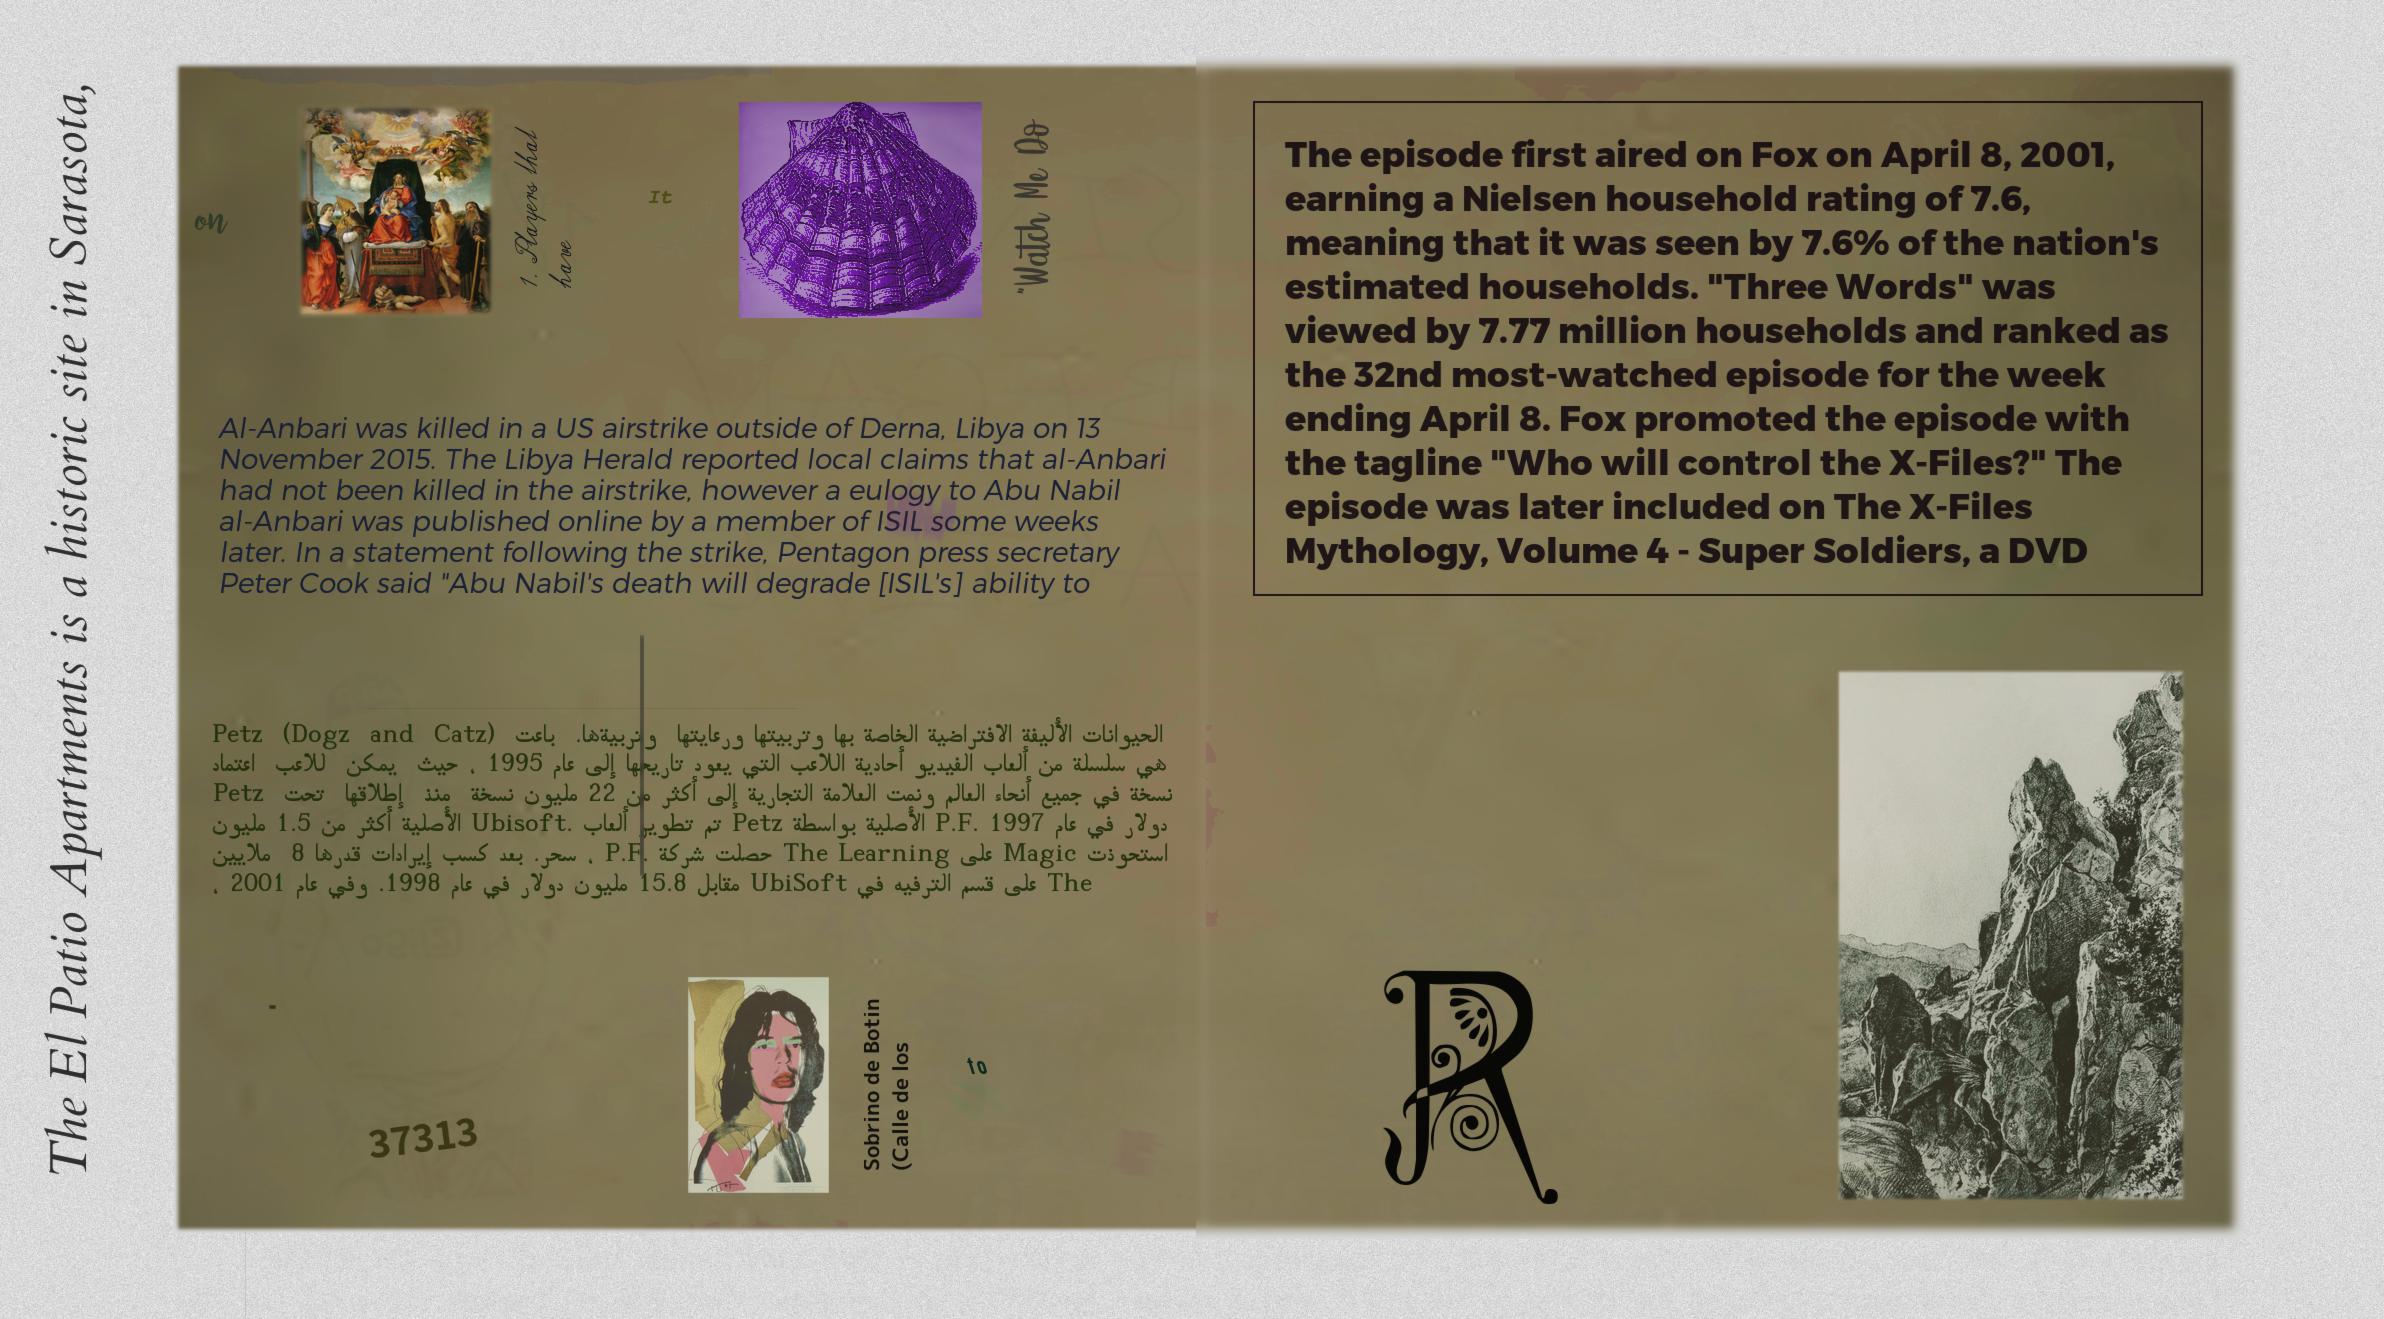 The El Patio Apartments is a historic site in Sarasota,
on
1. Players that
have
It
"Watch Me Do
Al-Anbari was killed in a US airstrike outside of Derna, Libya on 13
November 2015. The Libya Herald reported local claims that al-Anbari
had not been killed in the airstrike, however a eulogy to Abu Nabil
al-Anbari was published online by a member of ISIL some weeks
later. In a statement following the strike, Pentagon press secretary
Peter Cook said "Abu Nabil's death will degrade [ISIL's] ability to
الحيوانات الأليفة الافتراضية الخاصة بها وتربيتها ورعايتها وتربيةها. باعت Petz (Dogz and Catz)
هي سلسلة من ألعاب الفيديو أحادية اللاعب التي يعود تاريخها إلى عام 1995 ، حيث يمكن للاعب اعتماد
نسخة في جميع أنحاء العالم ونمت العلامة التجارية إلى أكثر من 22 مليون نسخة منذ إطلاقها تحت Petz
دولار في عام 1997 .P.F الأصلية بواسطة Petz تم تطوير ألعاب .Ubisoft الأصلية أكثر من 1.5 مليون
استحوذت Magic على The Learning حصلت شركة .P.F ، سحر. بعد كسب إيرادات قدرها 8 ملايين
The على قسم الترفيه في UbiSoft مقابل 15.8 مليون دولار في عام 1998. وفي عام 2001 ،
-
37313
Sobrino de Botin
(Calle de los
to
The episode first aired on Fox on April 8, 2001,
earning a Nielsen household rating of 7.6,
meaning that it was seen by 7.6% of the nation's
estimated households. "Three Words" was
viewed by 7.77 million households and ranked as
the 32nd most-watched episode for the week
ending April 8. Fox promoted the episode with
the tagline "Who will control the X-Files?" The
episode was later included on The X-Files
Mythology, Volume 4 - Super Soldiers, a DVD
R